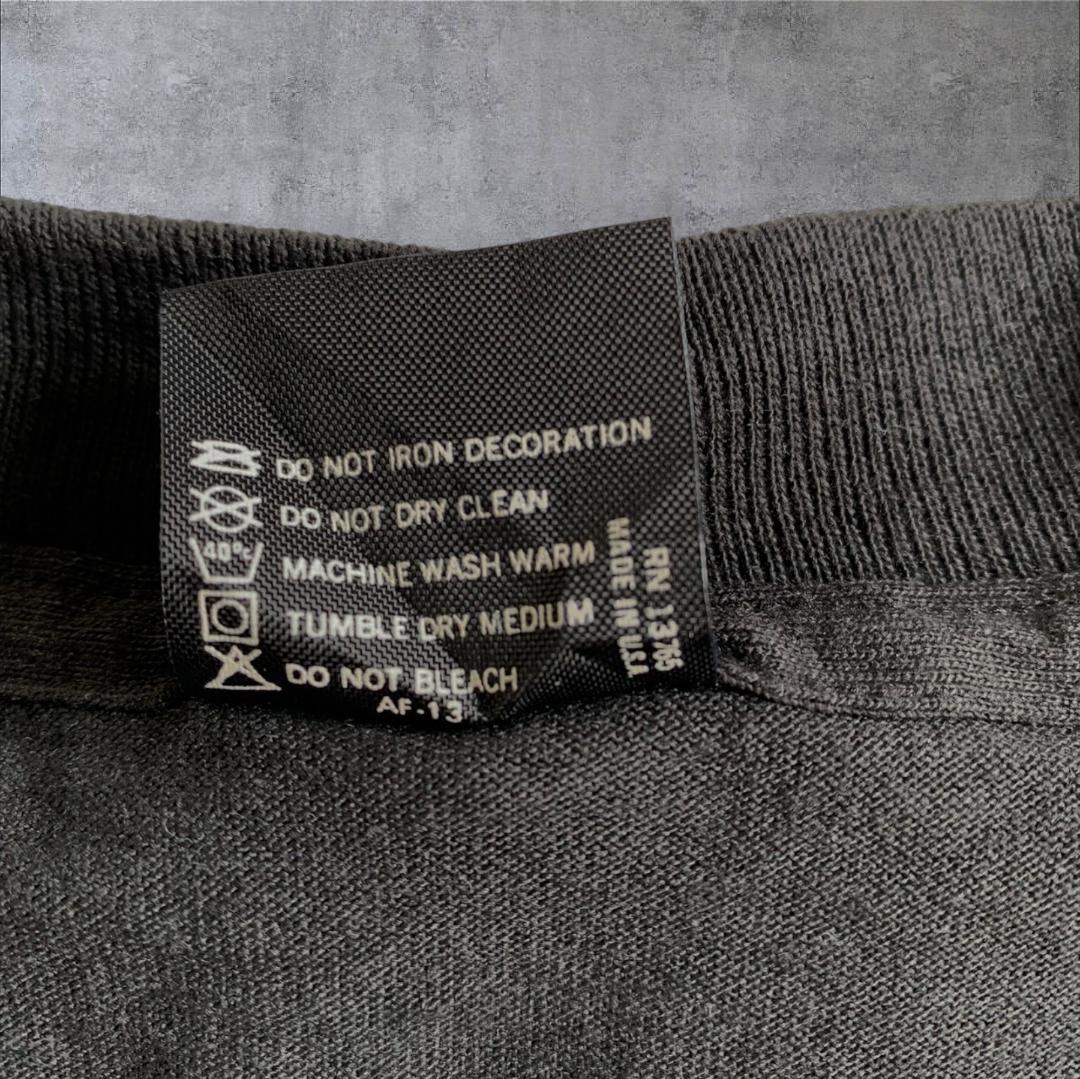 DO NOT IRON DECORATION
DO NOT DRY CLEAN
40°c
MACHINE WASH WARM
TUMBLE DRY MEDIUM
DO NOT BLEACH
AF-13
MADE IN U.S.A.
RN 13765